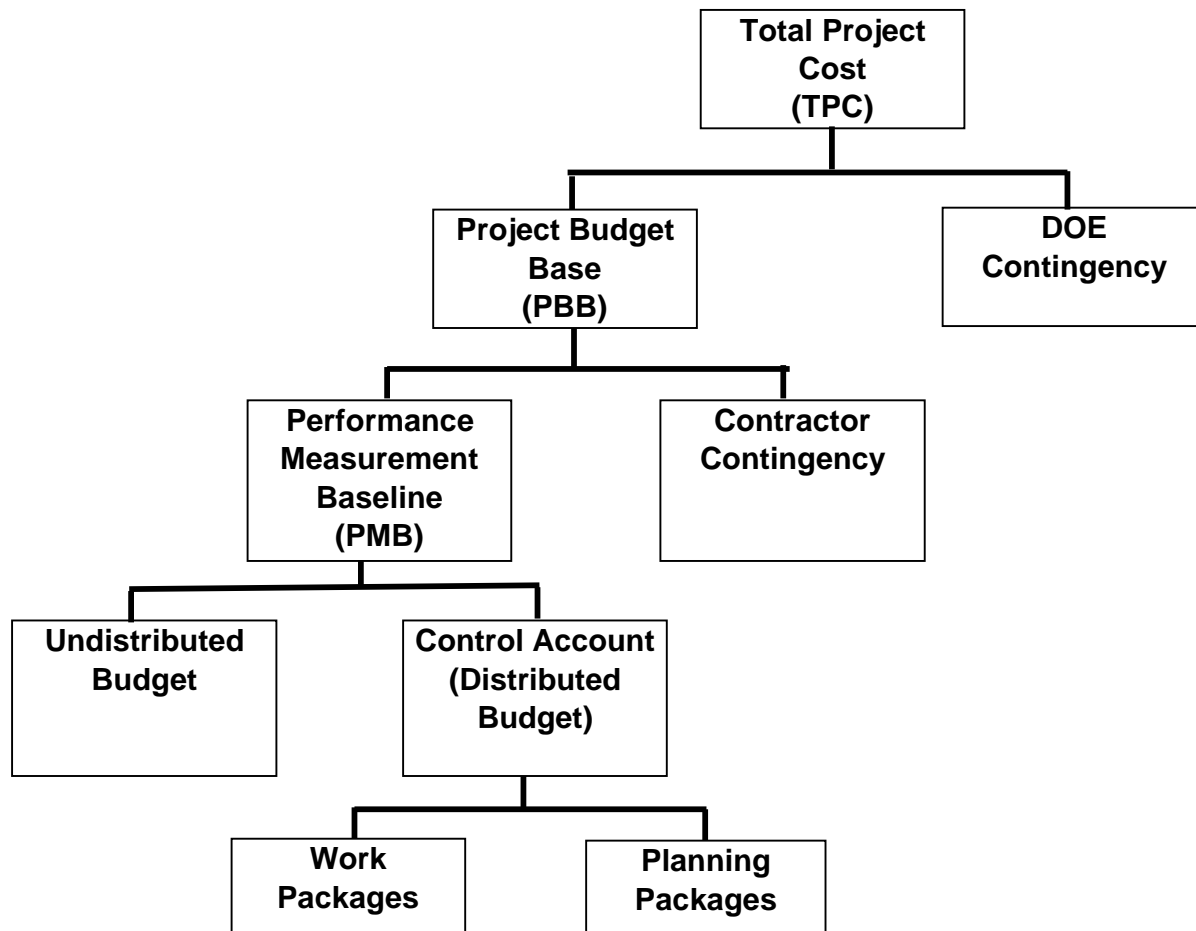 Total Project
Cost
(TPC)
Project Budget
Base
(PBB)
DOE
Contingency
Performance
Measurement
Baseline
(PMB)
Contractor
Contingency
Undistributed
Budget
Control Account
(Distributed
Budget)
Work
Packages
Planning
Packages